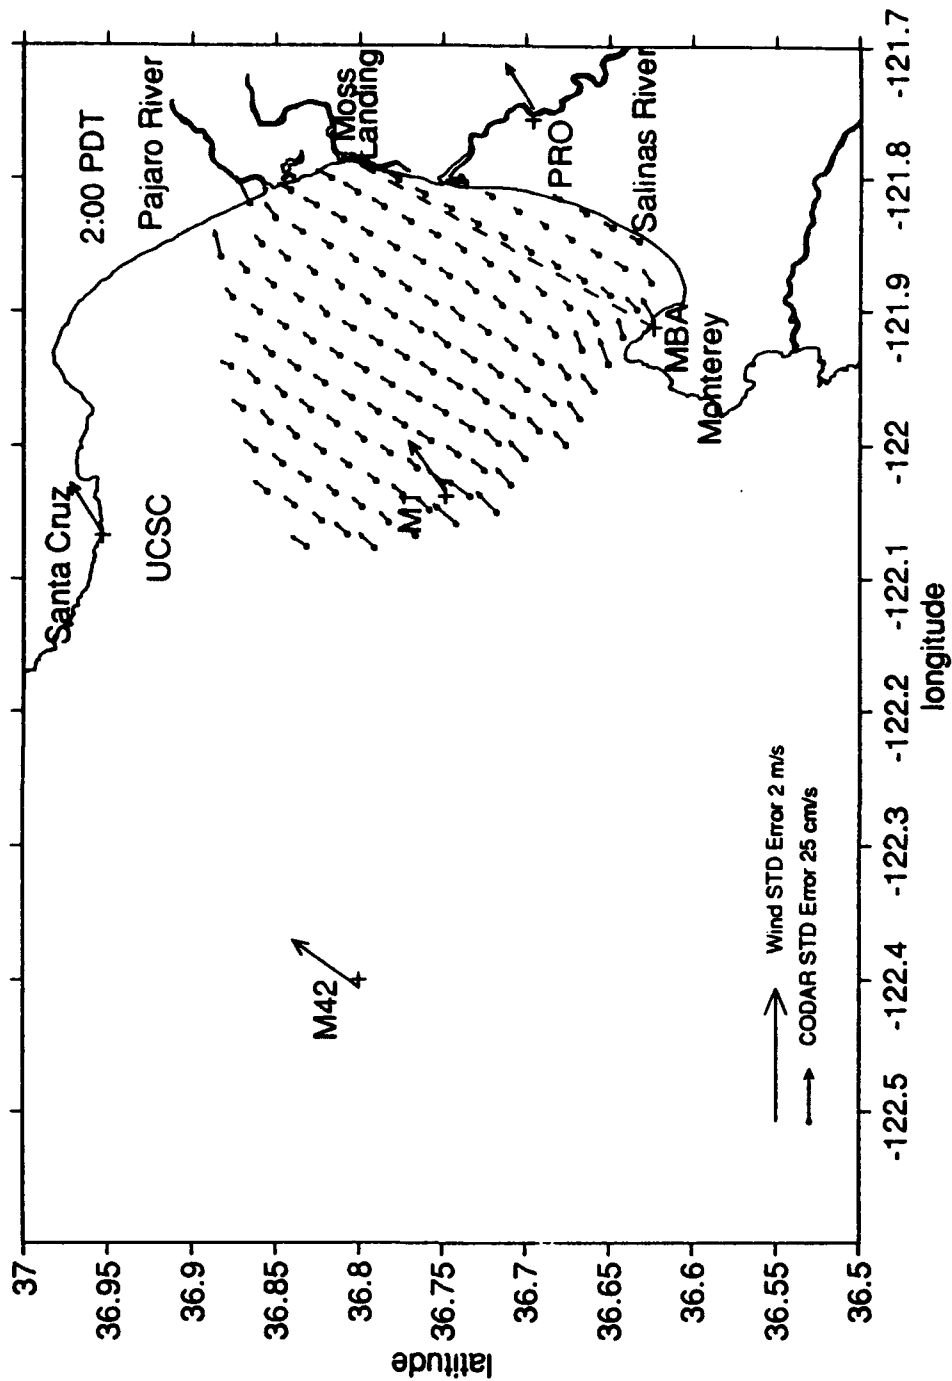 2:00 PDT
Santa Cruz
UCSC
Pajaro River
Moss
Landing
M42
M1
PRO
Salinas River
MBA
Monterey
Wind STD Error 2 m/s
CODAR STD Error 25 cm/s
latitude
37
36.95
36.9
36.85
36.8
36.75
36.7
36.65
36.6
36.55
36.5
-122.5
-122.4
-122.3
-122.2
-122.1
-122
-121.9
-121.8
-121.7
longitude